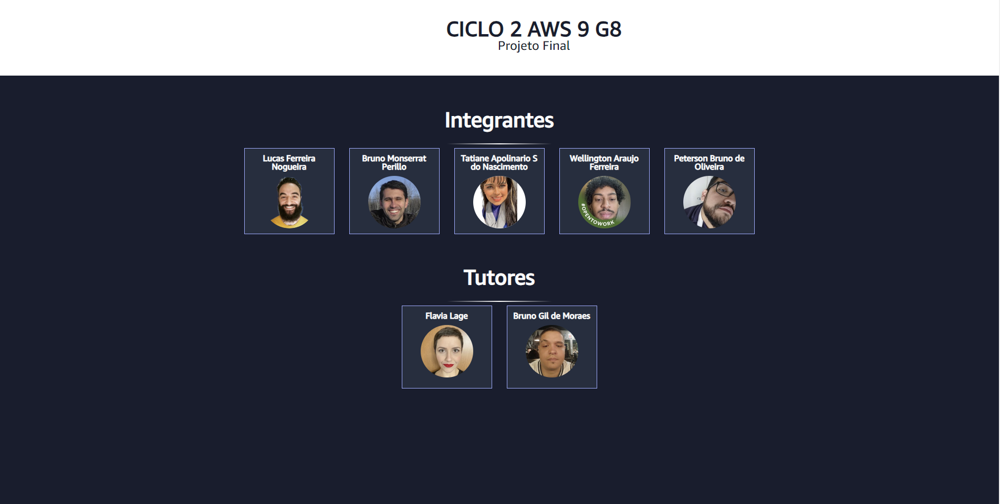 CICLO 2 AWS 9 G8
Projeto Final
Integrantes
Lucas Ferreira
Nogueira
Bruno Monserrat
Perillo
Tatiane Apolinario S
do Nascimento
Wellington Araujo
Ferreira
#OPENTOWORK
Peterson Bruno de
Oliveira
Tutores
Flavia Lage
Bruno Gil de Moraes